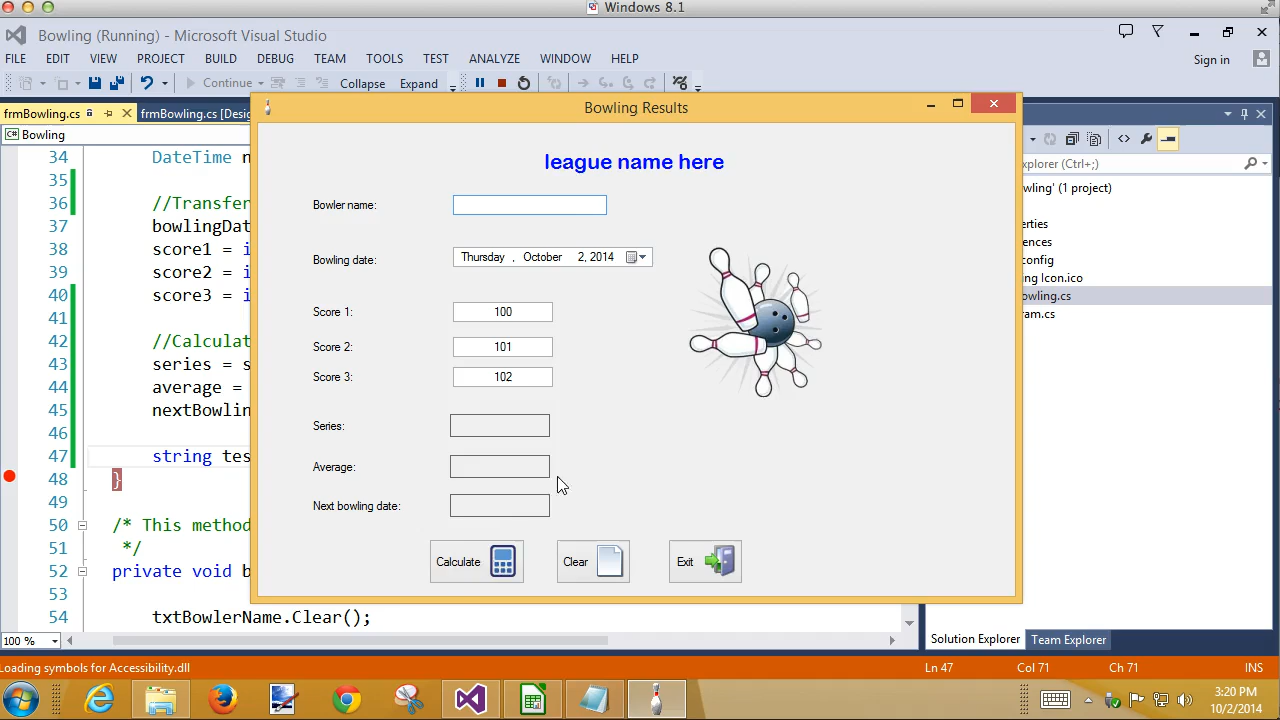 Windows 8.1
Bowling (Running) - Microsoft Visual Studio
FILE EDIT VIEW PROJECT BUILD DEBUG TEAM TOOLS TEST ANALYZE WINDOW HELP
Sign in
Continue Collapse Expand
frmBowling.cs frmBowling.cs [Desi
Bowling
xplorer (Ctrl+;)
Bowling Results
league name here
Bowler name:
Bowling date: Thursday , October 2, 2014
Score 1: 100
Score 2: 101
Score 3: 102
Series:
Average:
Next bowling date:
Calculate Clear Exit
34 DateTime n
35
36 //Transfer
37 bowlingDat
38 score1 = i
39 score2 = i
40 score3 = i
41
42 //Calculat
43 series = s
44 average =
45 nextBowlin
46
47 string tes
48 }
49
50 /* This method
51 */
52 private void b
53
54 txtBowlerName.Clear();
owling' (1 project)
erties
ences
config
ing Icon.ico
owling.cs
ram.cs
100 %
Solution Explorer Team Explorer
Loading symbols for Accessibility.dll Ln 47 Col 71 Ch 71 INS
3:20 PM
10/2/2014